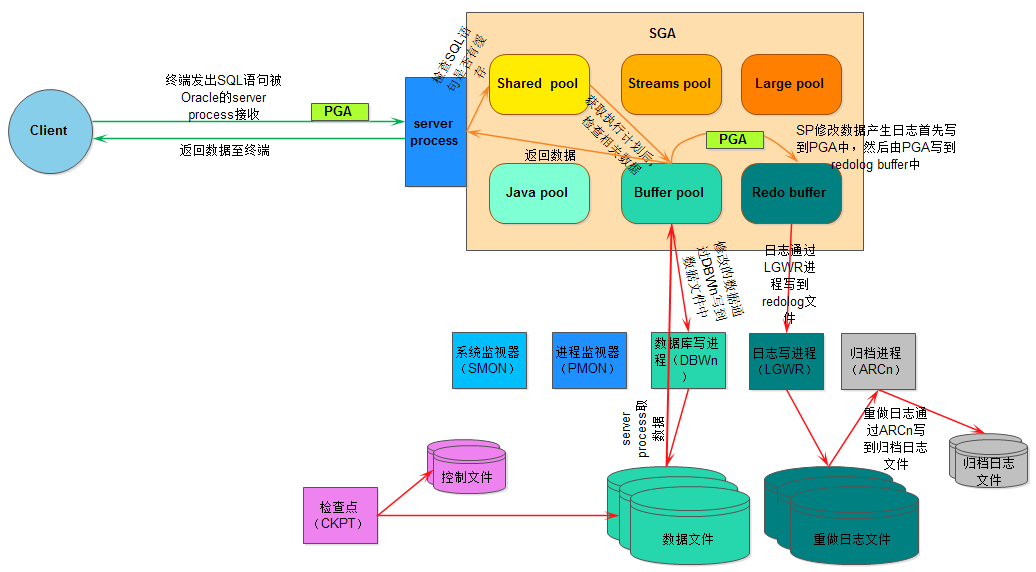 SGA
终端发出SQL语句被
Oracle的server
process接收
PGA
Client
返回数据至终端
server
process
检查SQL语
句是否有缓
存
Shared pool
Streams pool
Large pool
获取执行计划后,
检查相关数据
返回数据
PGA
SP修改数据产生日志首先写
到PGA中，然后由PGA写到
redolog buffer中
Java pool
Buffer pool
Redo buffer
修改的数据通
过DBWn写到
数据文件中
日志通过
LGWR进
程写到
redolog文
件
系统监视器
（SMON）
进程监视器
（PMON）
数据库写进
程（DBWn
）
日志写进程
（LGWR）
归档进程
（ARCn）
server
process取
数据
重做日志通
过ARCn写
到归档日志
文件
归档日志
文件
控制文件
检查点
（CKPT）
数据文件
重做日志文件